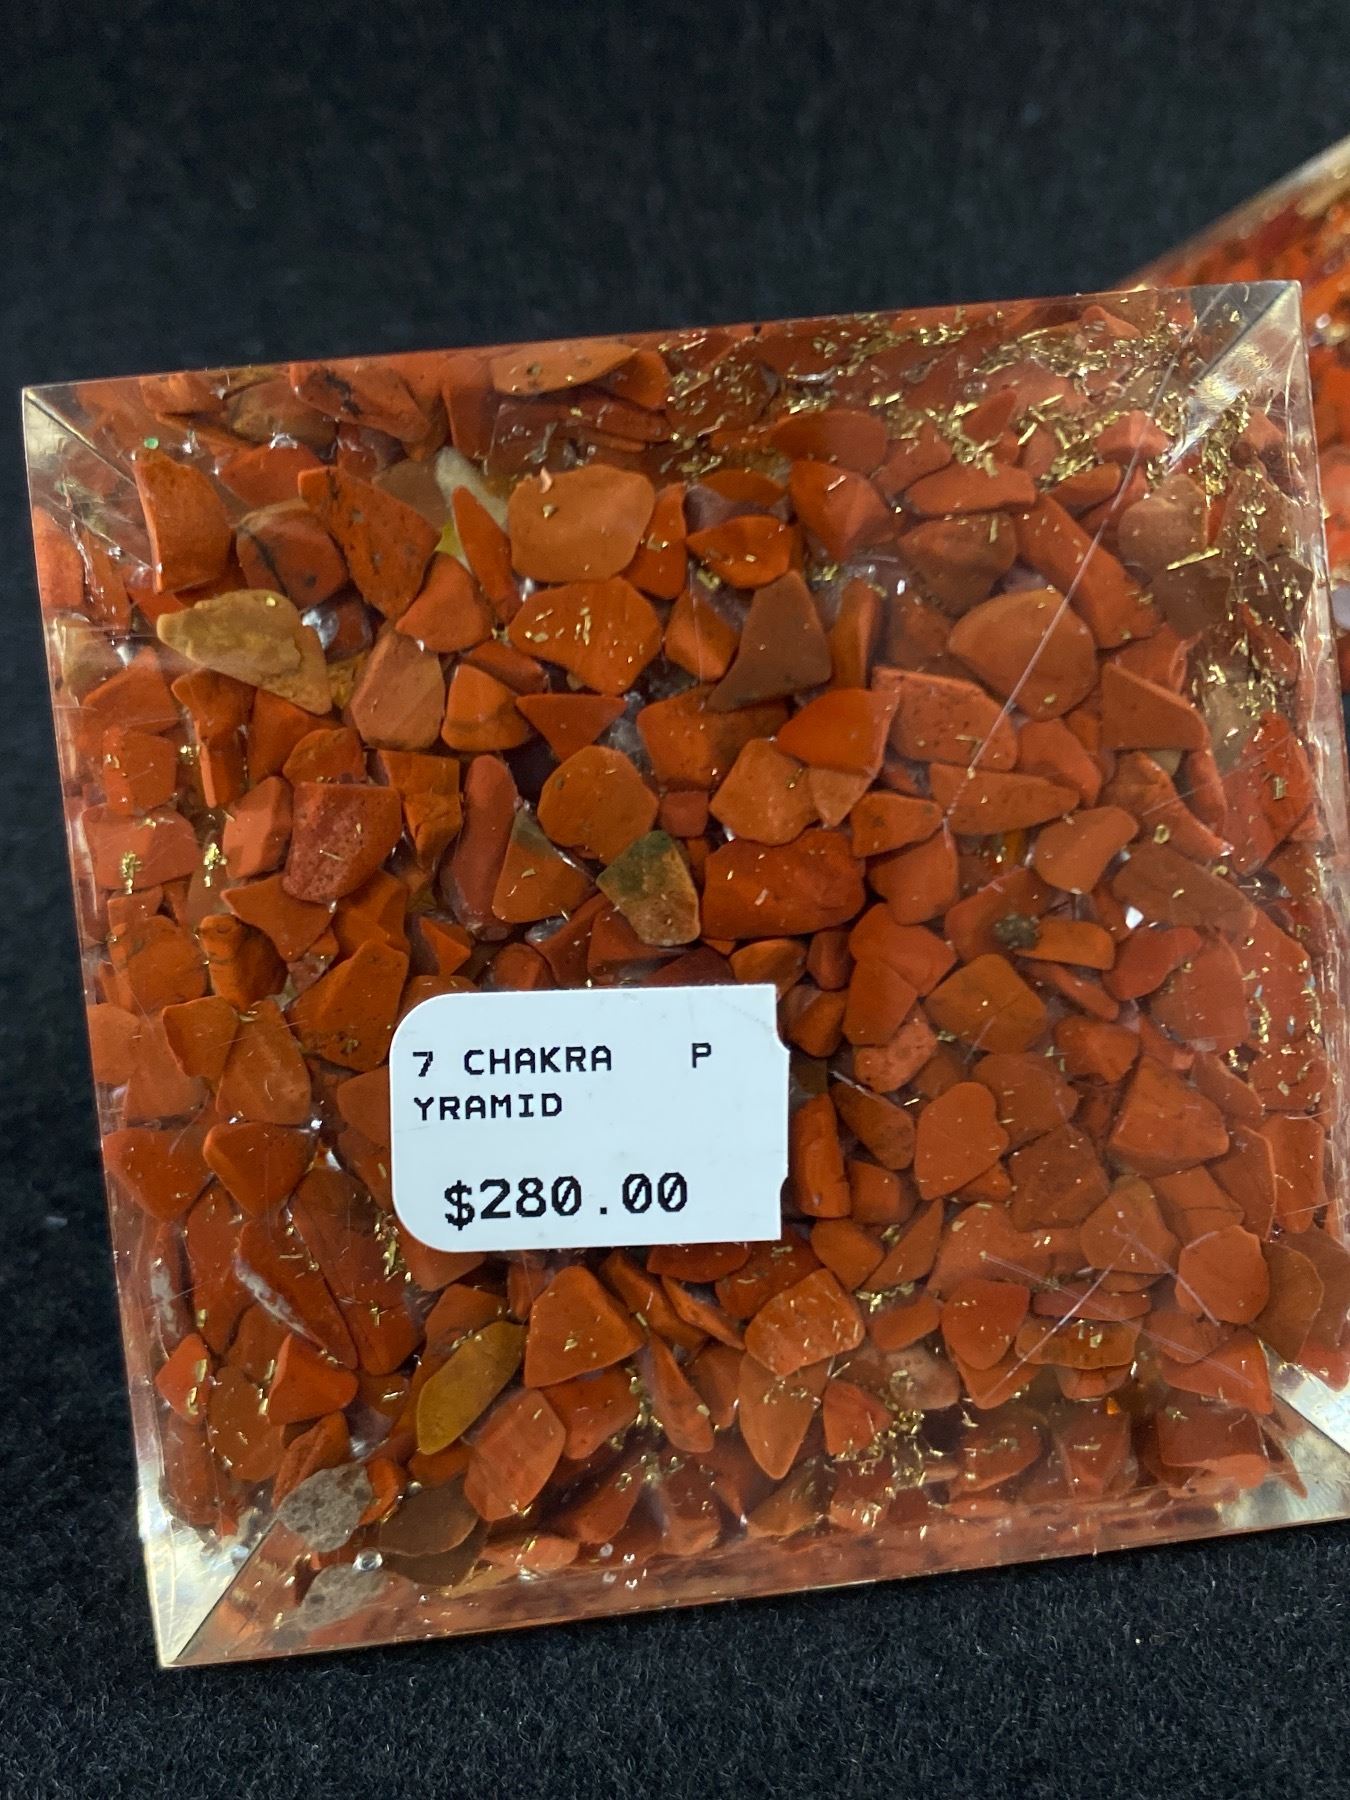 7 CHAKRA P
YRAMID
$280.00